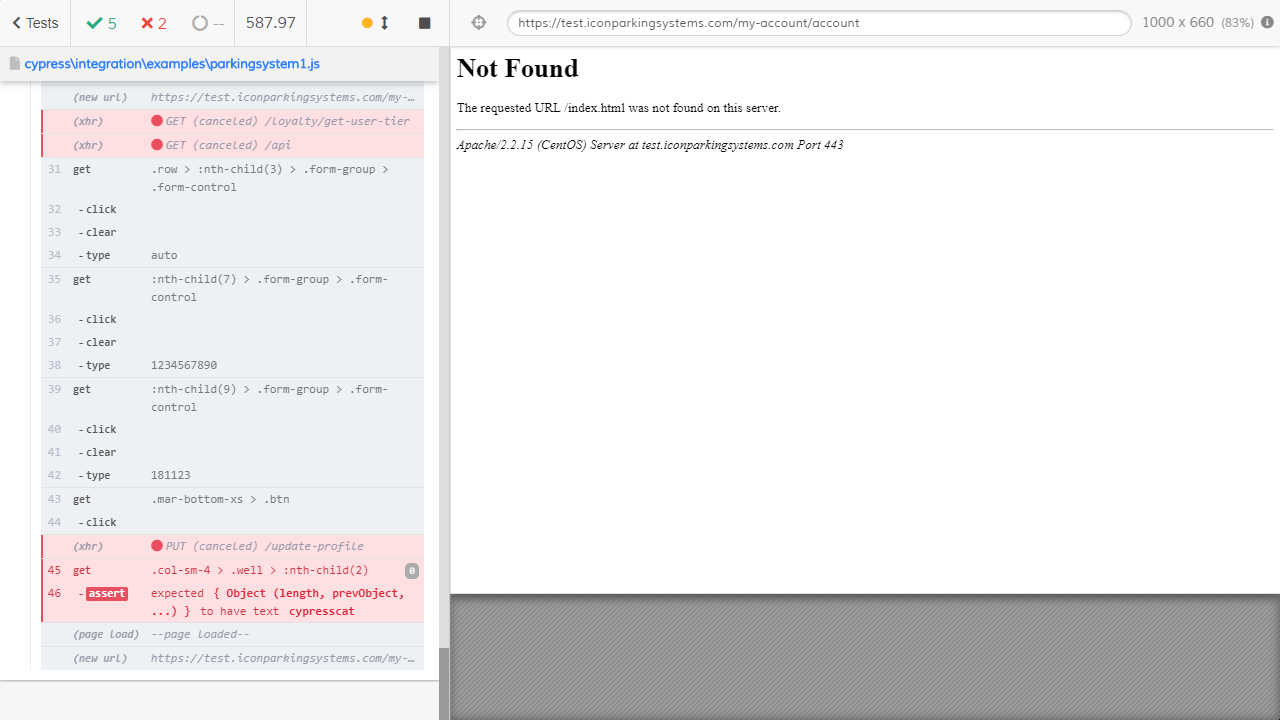 Tests
5
2
--
587.97
https://test.iconparkingsystems.com/my-account/account
1000 x 660 (83%)
cypress\integration\examples\parkingsystem1.js
(new url) https://test.iconparkingsystems.com/my-…
(xhr) GET (canceled) /loyalty/get-user-tier
(xhr) GET (canceled) /api
31 get .row > :nth-child(3) > .form-group >
.form-control
32 -click
33 -clear
34 -type auto
35 get :nth-child(7) > .form-group > .form-
control
36 -click
37 -clear
38 -type 1234567890
39 get :nth-child(9) > .form-group > .form-
control
40 -click
41 -clear
42 -type 181123
43 get .mar-bottom-xs > .btn
44 -click
(xhr) PUT (canceled) /update-profile
45 get .col-sm-4 > .well > :nth-child(2) 0
46 -assert expected { Object (length, prevObject,
...) } to have text cypresscat
(page load) --page loaded--
(new url) https://test.iconparkingsystems.com/my-…
Not Found
The requested URL /index.html was not found on this server.
Apache/2.2.15 (CentOS) Server at test.iconparkingsystems.com Port 443